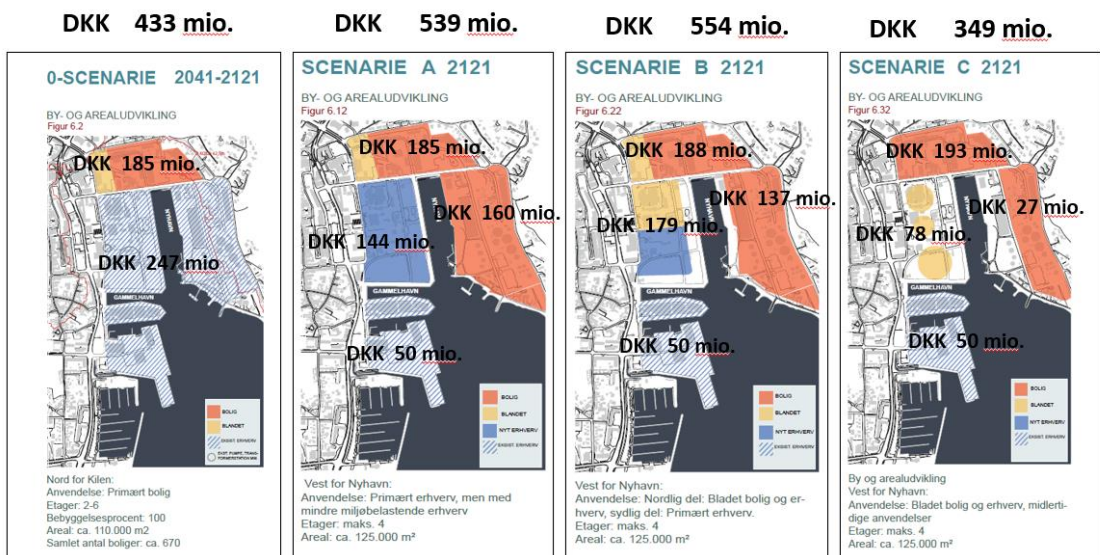 DKK 433 mio.
0-SCENARIE 2041-2121
BY- OG AREALUDVIKLING
Figur 6.2
DKK 185 mio.
NYHAVN
DKK 247 mio
GAMMELHAVN
BOLIG
BLANDET
EKSIST. ERHVERV
EKST. PUMPE, TRANS-
FORMERSTATION MM
Nord for Kilen:
Anvendelse: Primært bolig
Etager: 2-6
Bebyggelsesprocent: 100
Areal: ca. 110.000 m2
Samlet antal boliger: ca. 670
DKK 539 mio.
SCENARIE A 2121
BY- OG AREALUDVIKLING
Figur 6.12
DKK 185 mio.
DKK 160 mio.
DKK 144 mio.
GAMMELHAVN
DKK 50 mio.
BOLIG
BLANDET
NYT ERHVERV
EKSIST. ERHVERV
Vest for Nyhavn:
Anvendelse: Primært erhverv, men med
mindre miljøbelastende erhverv
Etager: maks. 4
Areal: ca. 125.000 m²
DKK 554 mio.
SCENARIE B 2121
BY- OG AREALUDVIKLING
Figur 6.22
DKK 188 mio.
DKK 137 mio.
DKK 179 mio.
NYHAVN
GAMMELHAVN
DKK 50 mio.
BOLIG
BLANDET
NYT ERHVERV
EKSIST. ERHVERV
Vest for Nyhavn:
Anvendelse: Nordlig del: Bladet bolig og er-
hverv, sydlig del: Primært erhverv.
Etager: maks. 4
Areal: ca. 125.000 m²
DKK 349 mio.
SCENARIE C 2121
BY- OG AREALUDVIKLING
Figur 6.32
DKK 193 mio.
NYHAVN
DKK 27 mio.
DKK 78 mio.
GAMMELHAVN
DKK 50 mio.
BOLIG
BLANDET
NYT ERHVERV
EKSIST. ERHVERV
By og arealudvikling
Vest for Nyhavn:
Anvendelse: Bladet bolig og erhverv, midlerti-
dige anvendelser
Etager: maks. 4
Areal: ca. 125.000 m²